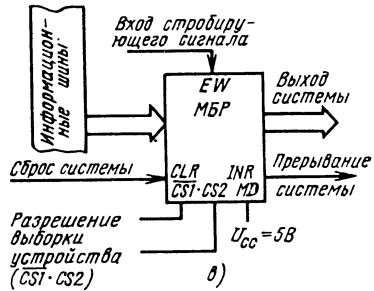 Вход стробиру-
ющего сигнала
Информацион-
ные шины
EW
МБР
Выход
системы
Сброс системы
CLR
INR
Прерывание
системы
CS1·CS2
MD
Разрешение
выборки
устройства
(CS1·CS2)
в)
Ucc=5В